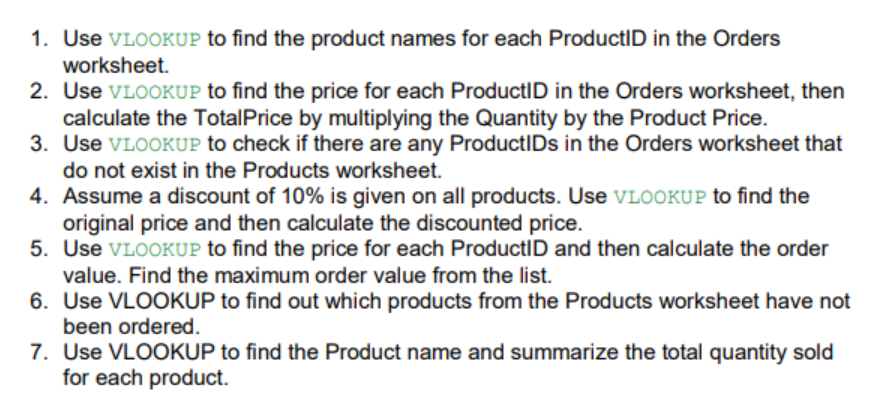 1. Use VLOOKUP to find the product names for each ProductID in the Orders
worksheet.
2. Use VLOOKUP to find the price for each ProductID in the Orders worksheet, then
calculate the TotalPrice by multiplying the Quantity by the Product Price.
3. Use VLOOKUP to check if there are any ProductIDs in the Orders worksheet that
do not exist in the Products worksheet.
4. Assume a discount of 10% is given on all products. Use VLOOKUP to find the
original price and then calculate the discounted price.
5. Use VLOOKUP to find the price for each ProductID and then calculate the order
value. Find the maximum order value from the list.
6. Use VLOOKUP to find out which products from the Products worksheet have not
been ordered.
7. Use VLOOKUP to find the Product name and summarize the total quantity sold
for each product.